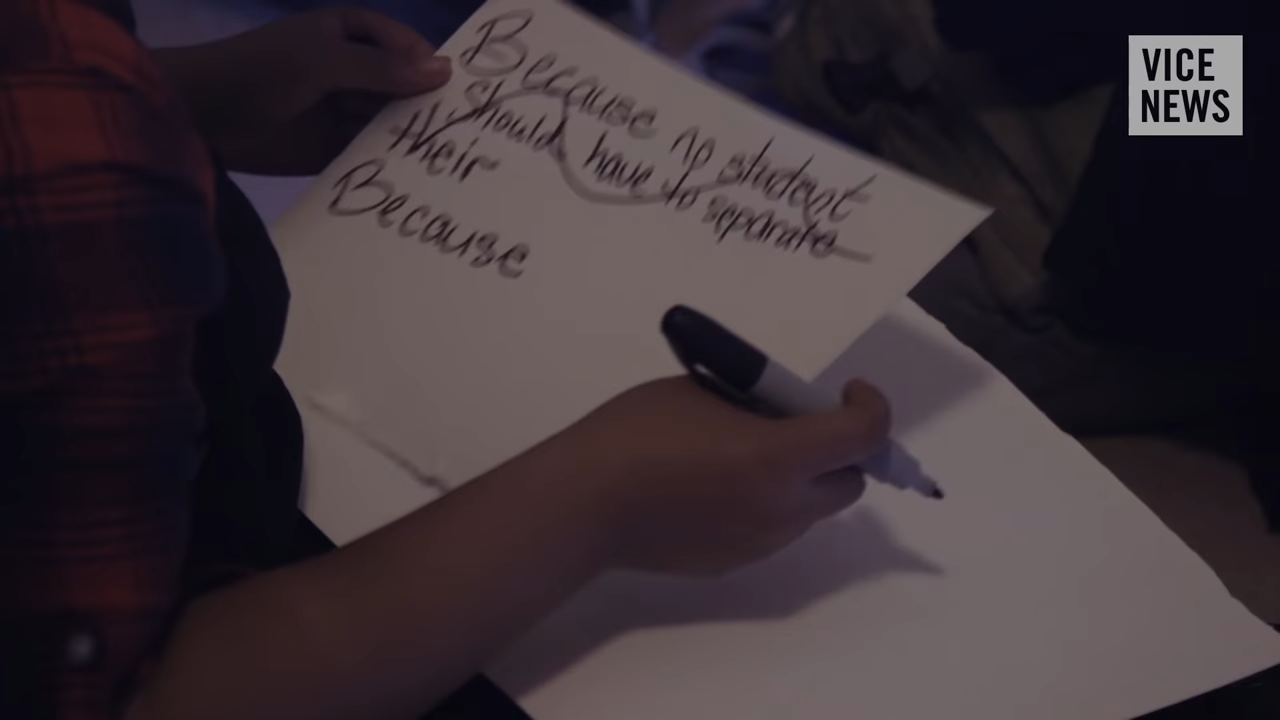 Because no student
should have to separate
their
Because
VICE
NEWS